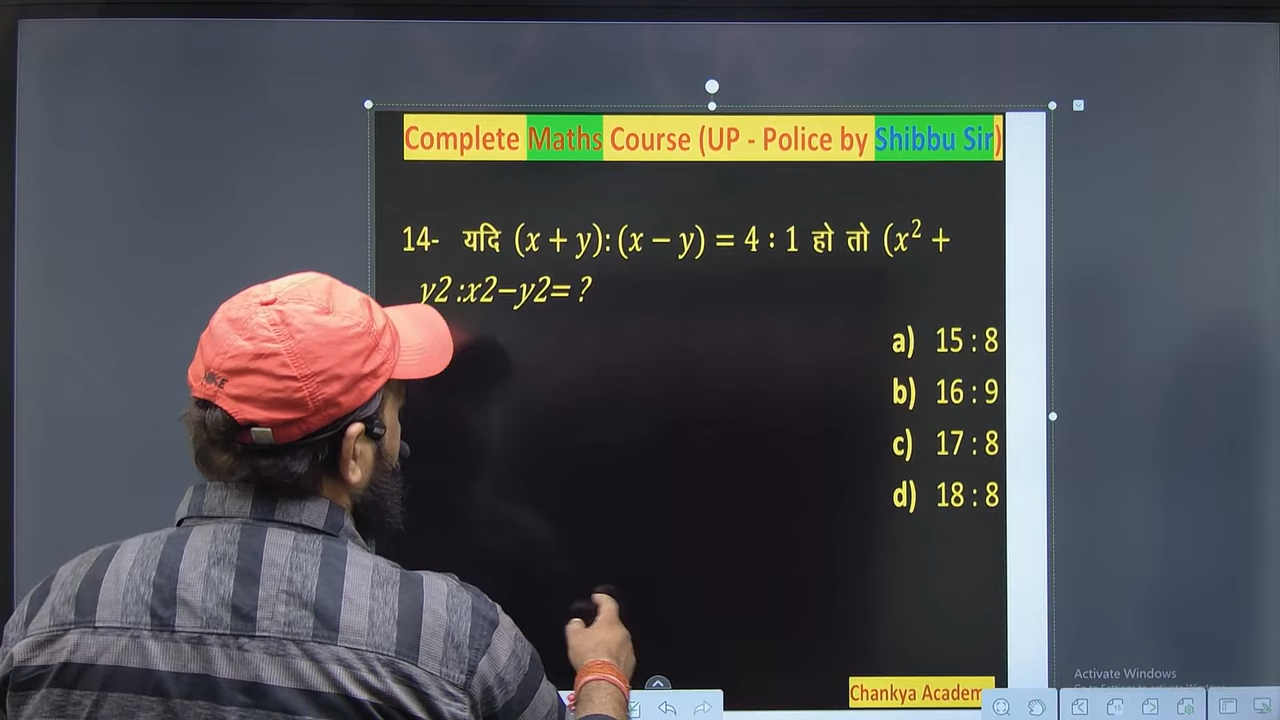 Complete Maths Course (UP - Police by Shibbu Sir)
14- यदि (x + y): (x − y) = 4 : 1 हो तो (x² +
y2 :x2−y2= ?
a) 15 : 8
b) 16 : 9
c) 17 : 8
d) 18 : 8
Activate Windows
Chankya Academ